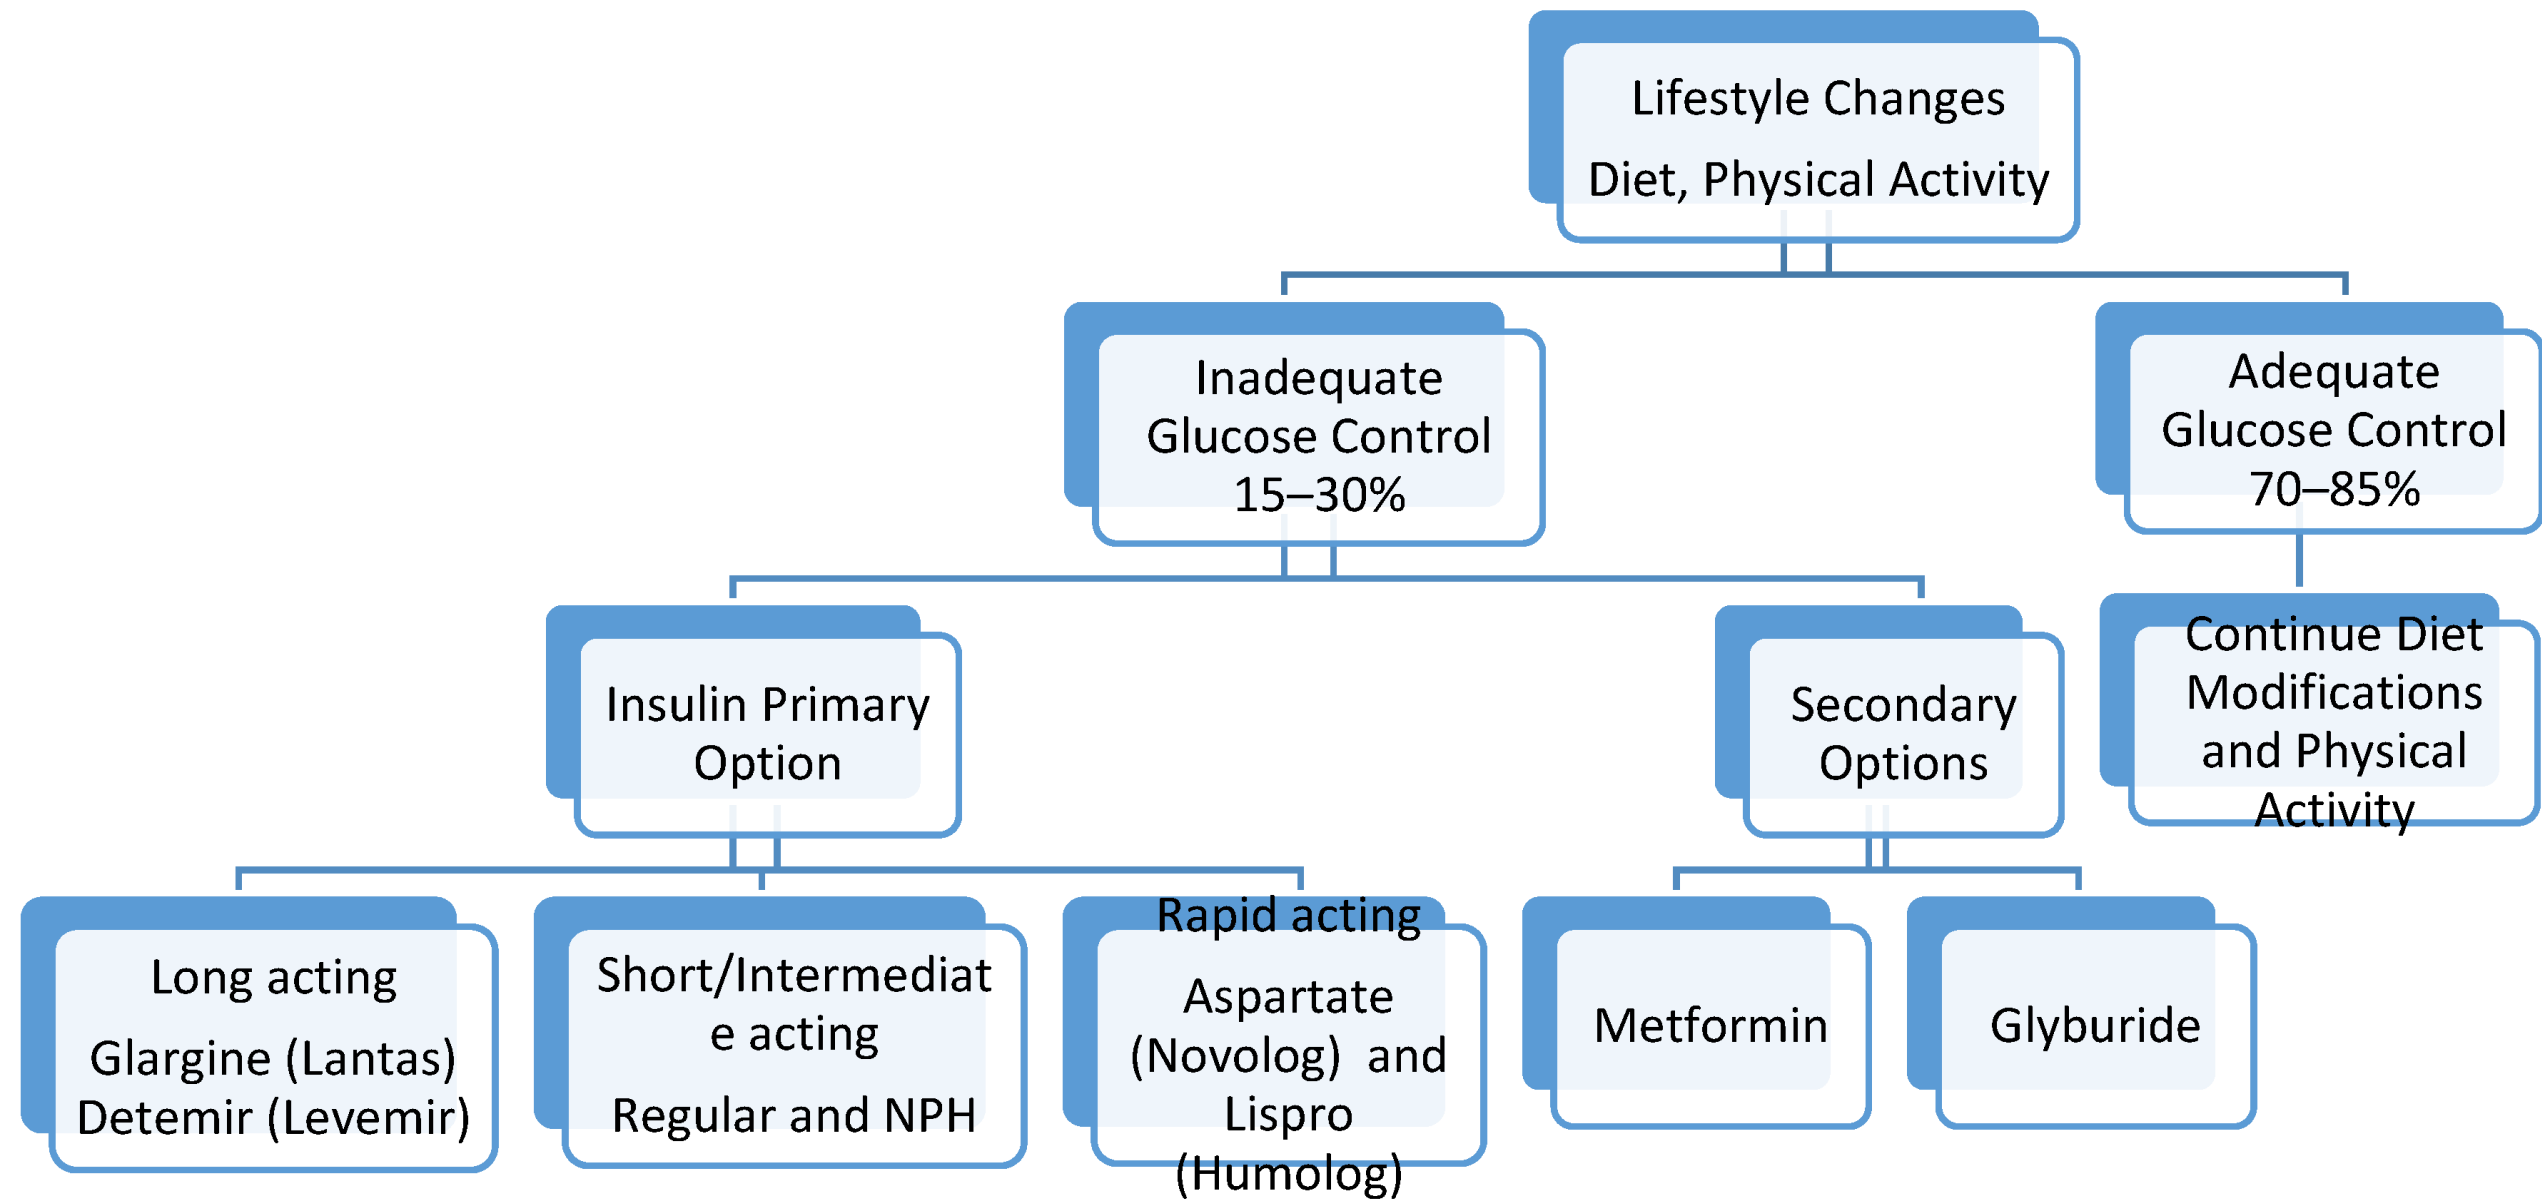 Lifestyle Changes
Diet, Physical Activity
Inadequate
Glucose Control
15–30%
Adequate
Glucose Control
70–85%
Insulin Primary
Option
Secondary
Options
Continue Diet
Modifications
and Physical
Activity
Long acting
Glargine (Lantas)
Detemir (Levemir)
Short/Intermediat
e acting
Regular and NPH
Rapid acting
Aspartate
(Novolog)  and
Lispro
(Humolog)
Metformin
Glyburide